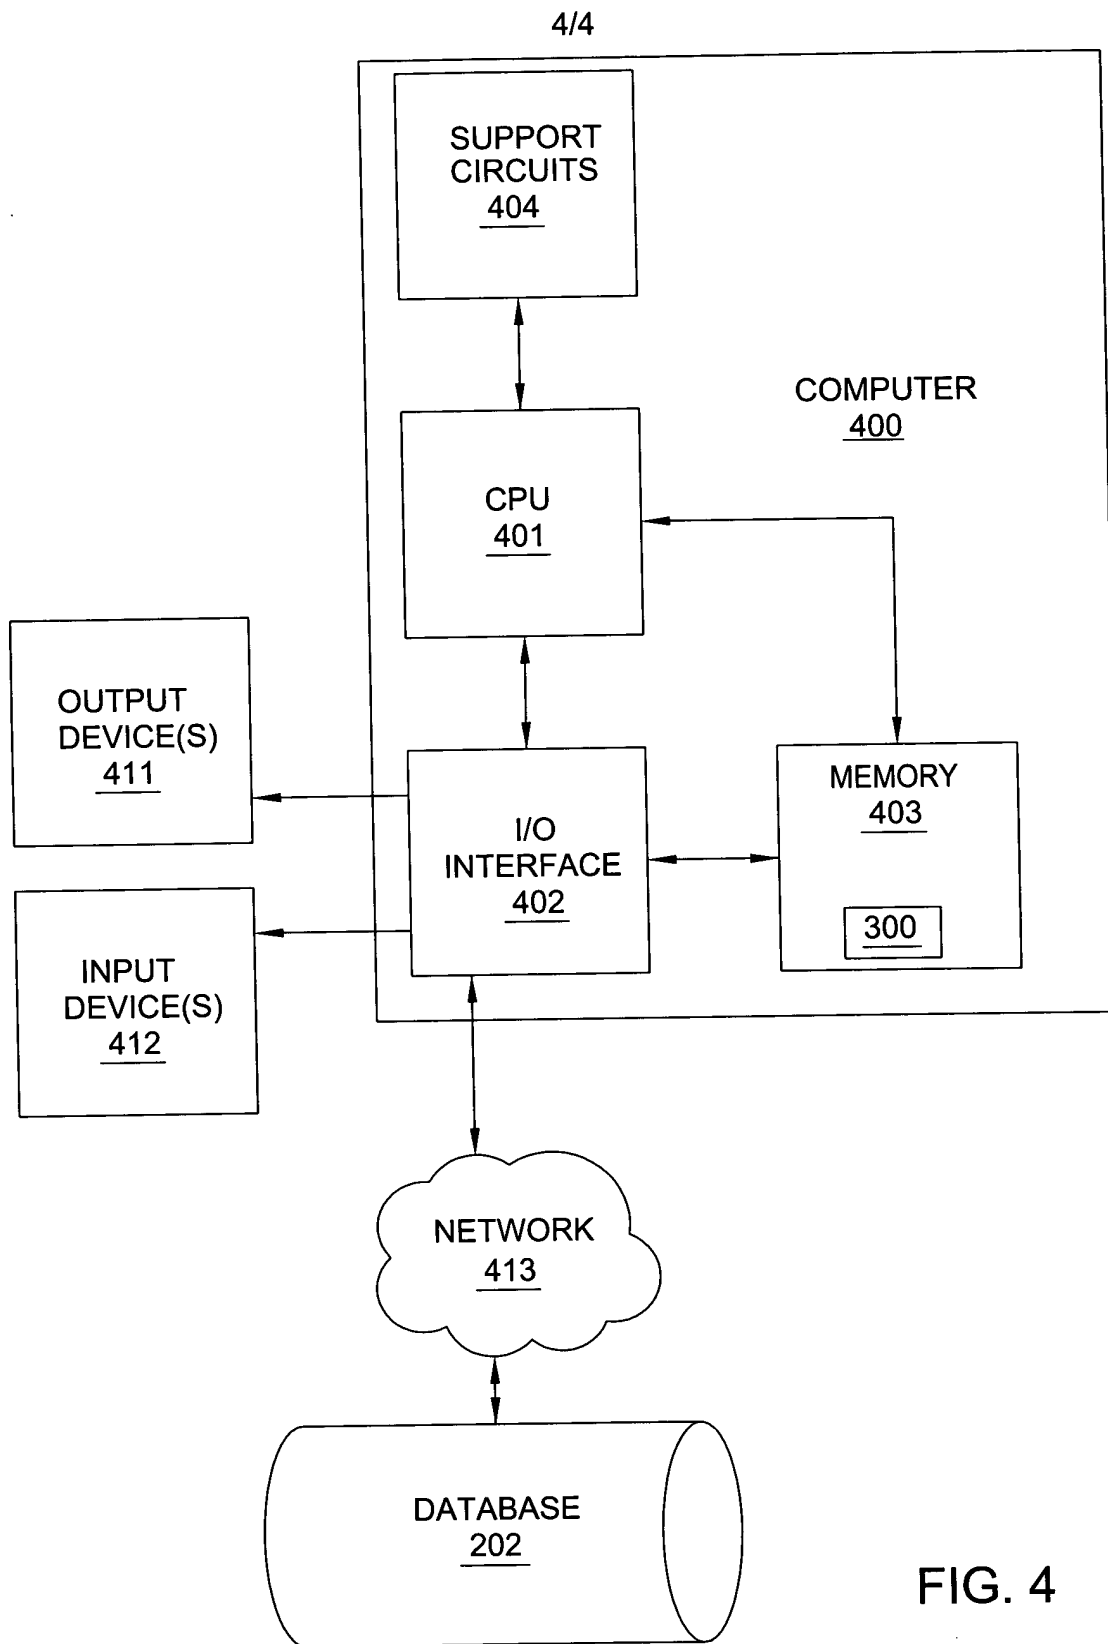 4/4
SUPPORT
CIRCUITS
404
COMPUTER
400
CPU
401
OUTPUT
DEVICE(S)
411
I/O
INTERFACE
402
MEMORY
403
300
INPUT
DEVICE(S)
412
NETWORK
413
DATABASE
202
FIG. 4